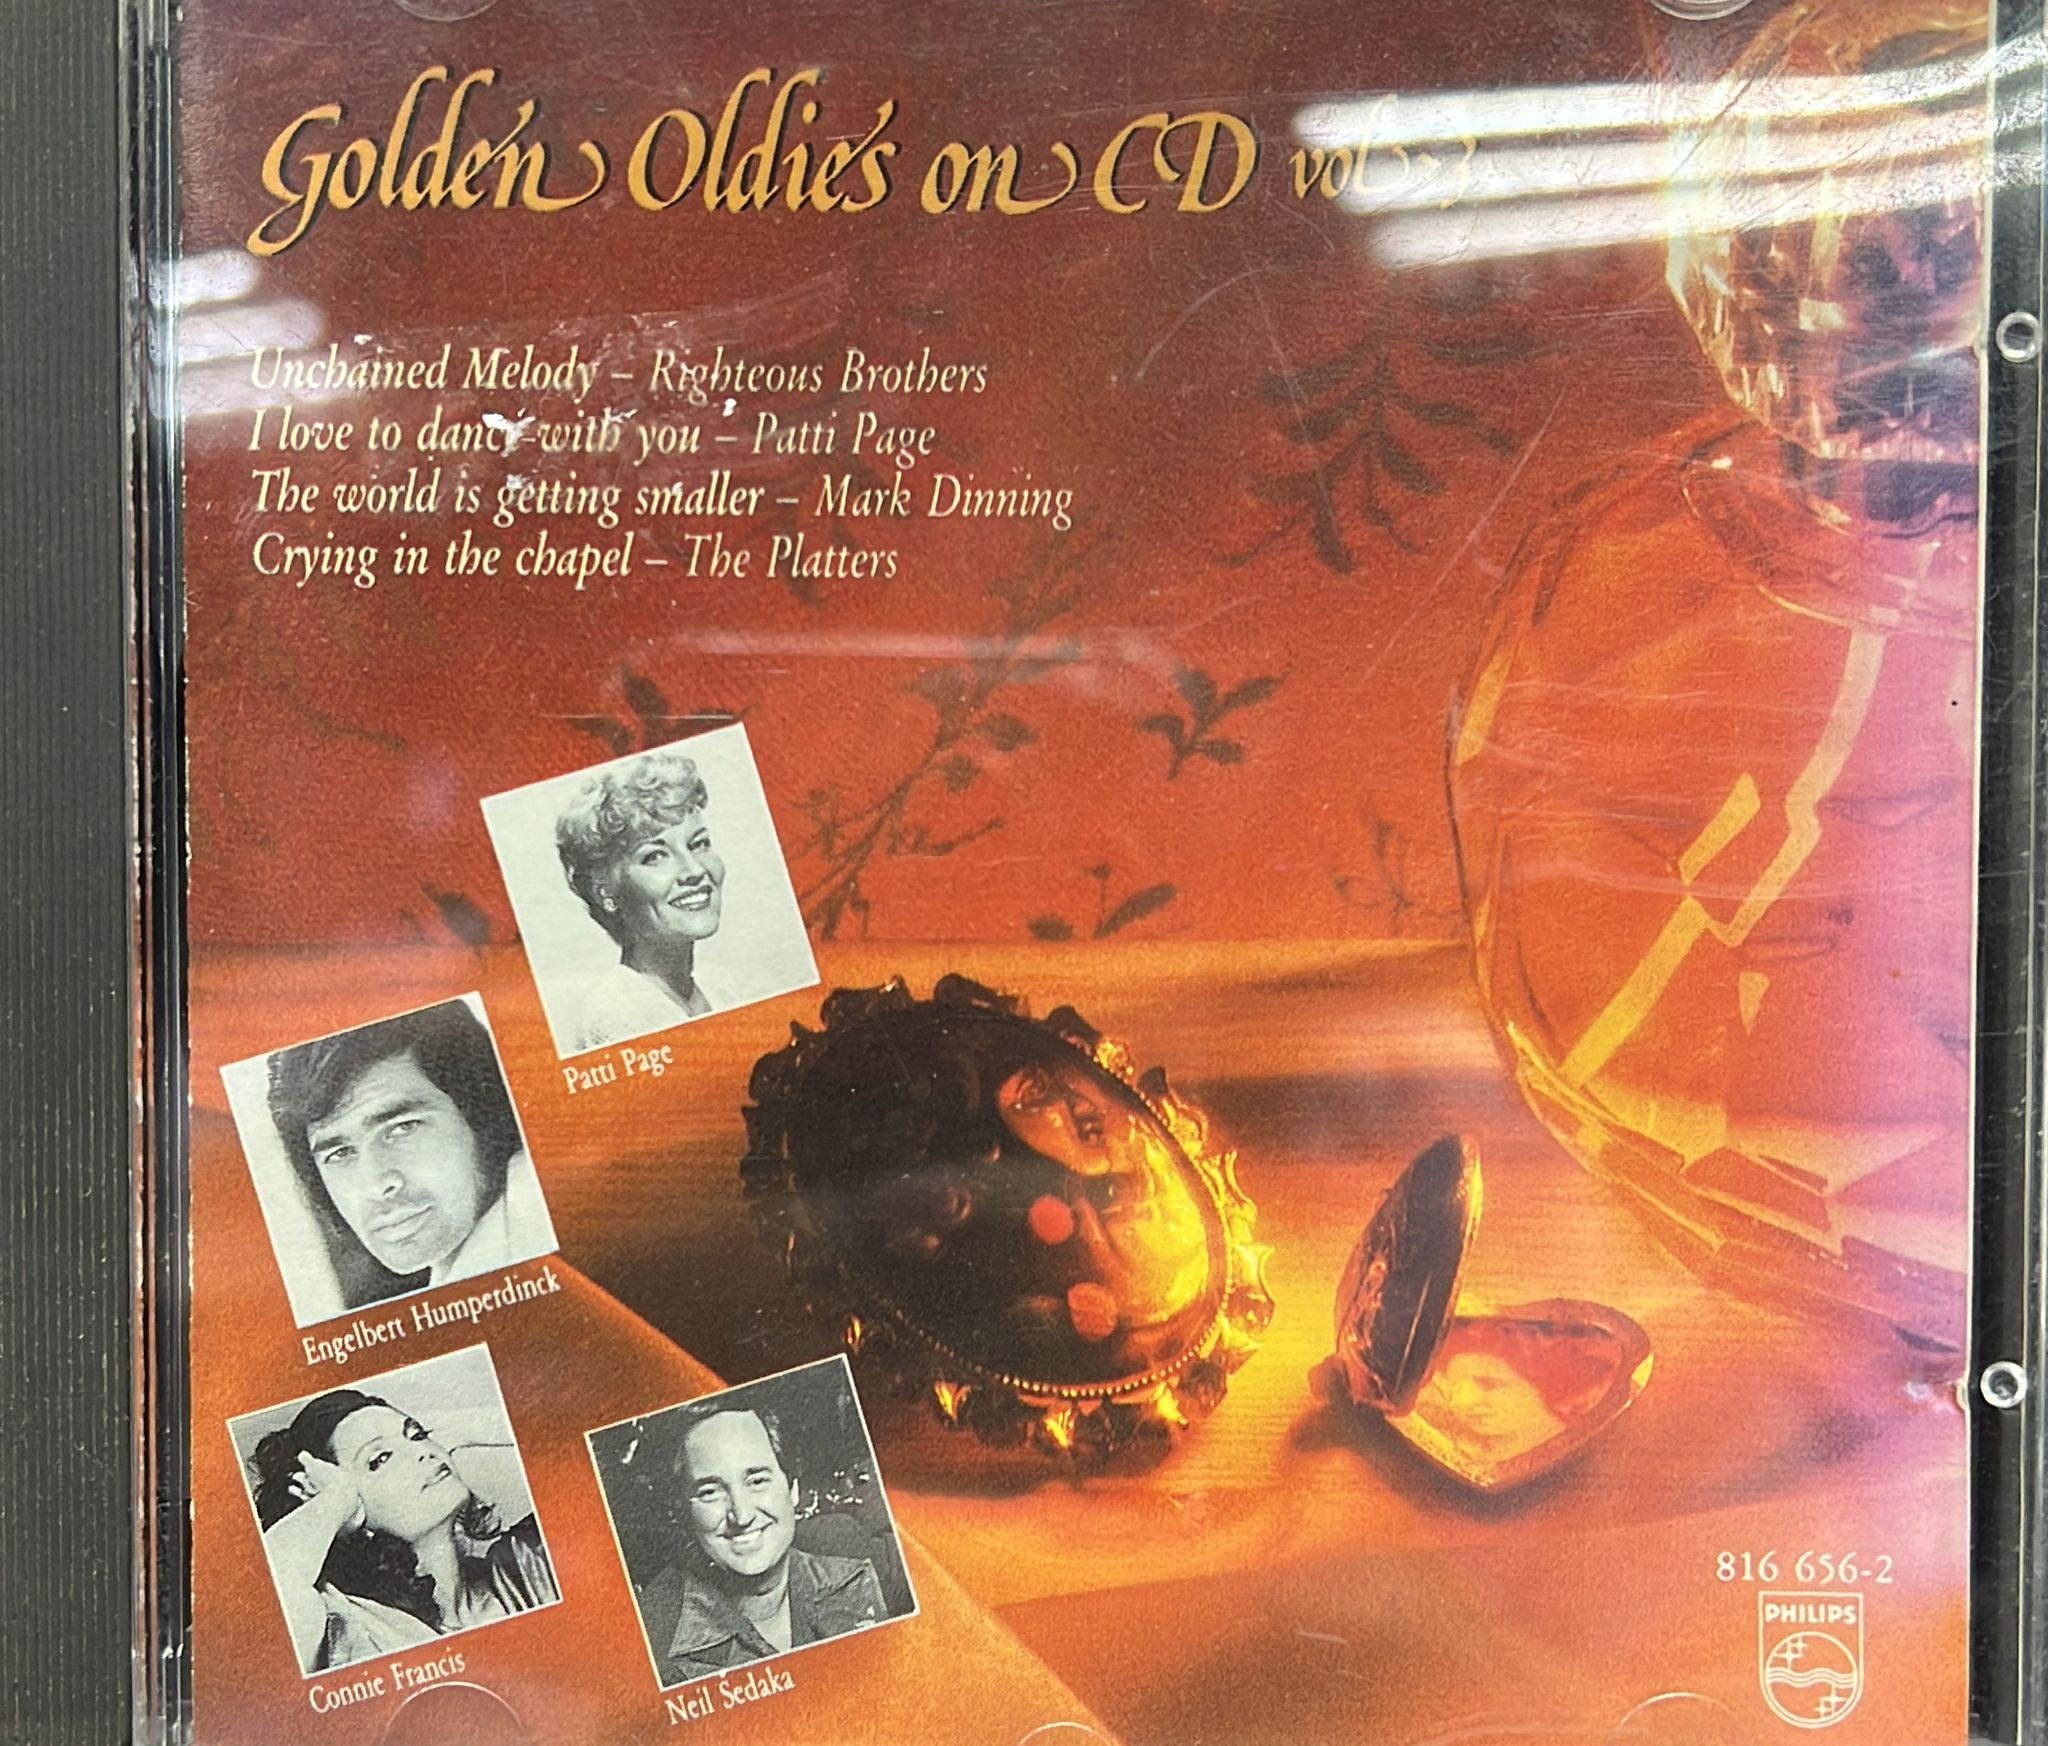 Golden Oldies on CD vol. 3
Unchained Melody – Righteous Brothers
I love to dance with you – Patti Page
The world is getting smaller – Mark Dinning
Crying in the chapel – The Platters
Patti Page
Engelbert Humperdinck
Connie Francis
Neil Sedaka
816 656-2
PHILIPS